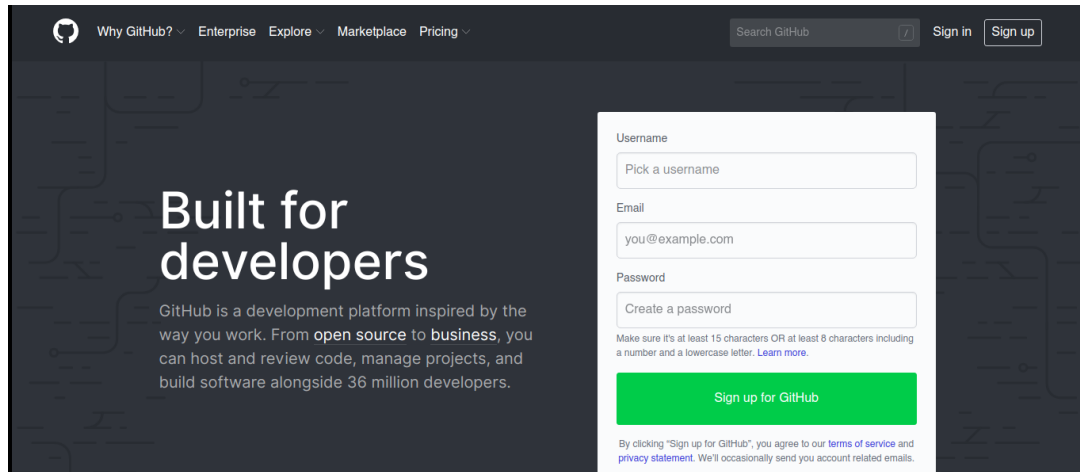 Why GitHub? Enterprise Explore Marketplace Pricing Search GitHub / Sign in Sign up
Built for
developers
GitHub is a development platform inspired by the
way you work. From open source to business, you
can host and review code, manage projects, and
build software alongside 36 million developers.
Username
Pick a username
Email
you@example.com
Password
Create a password
Make sure it's at least 15 characters OR at least 8 characters including
a number and a lowercase letter. Learn more.
Sign up for GitHub
By clicking “Sign up for GitHub”, you agree to our terms of service and
privacy statement. We'll occasionally send you account related emails.